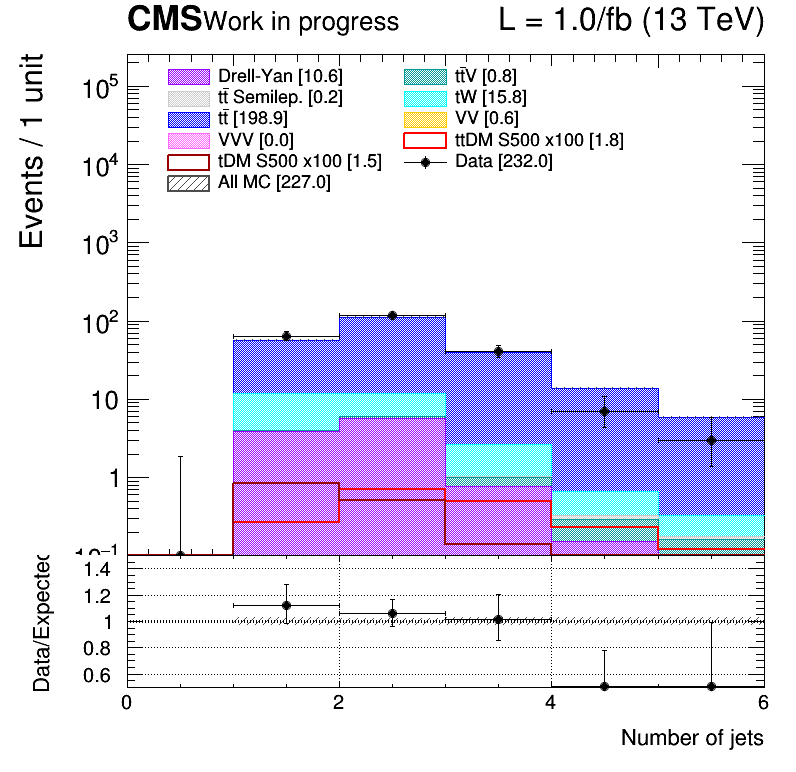 CMS Work in progress L = 1.0/fb (13 TeV)
Drell-Yan [10.6] tt̄V [0.8]
tt̄ Semilep. [0.2] tW [15.8]
tt̄ [198.9] VV [0.6]
VVV [0.0] ttDM S500 x100 [1.8]
tDM S500 x100 [1.5] Data [232.0]
All MC [227.0]
Events / 1 unit
10⁵
10⁴
10³
10²
10
1
10⁻¹
Data/Expected
1.4
1.2
1
0.8
0.6
0 2 4 6
Number of jets